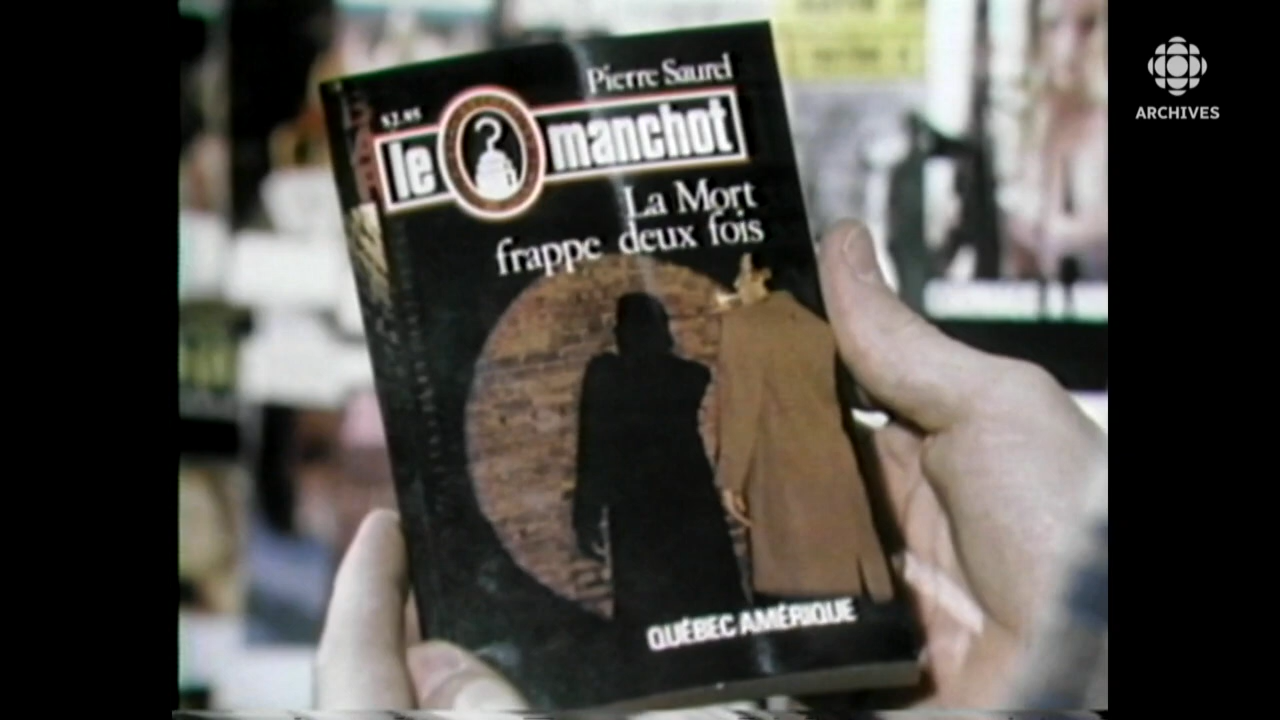 Pierre Saurel
$2.95
le manchot
La Mort
frappe deux fois
QUÉBEC/AMÉRIQUE
ARCHIVES